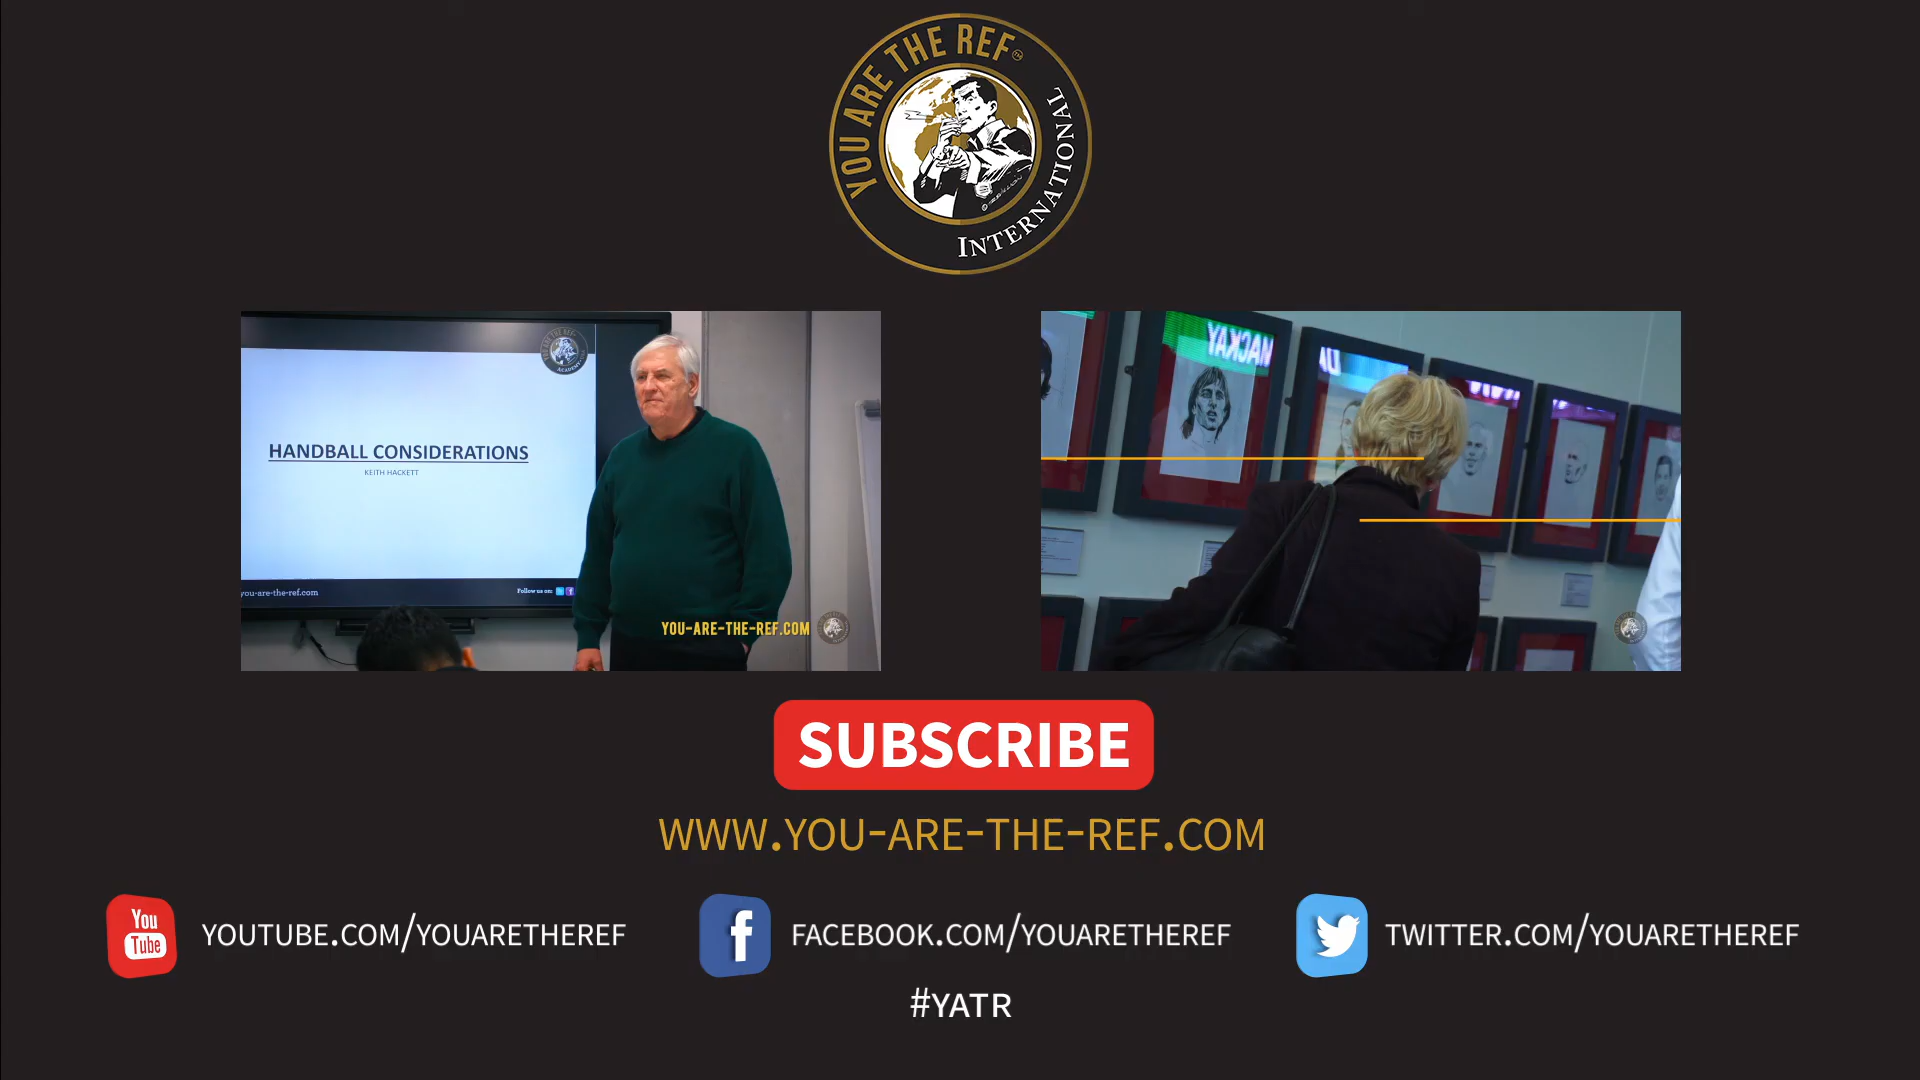 YOU ARE THE REF
INTERNATIONAL
HANDBALL CONSIDERATIONS
KEITH HACKETT
ACADEMY
you-are-the-ref.com
Follow us on:
YOU-ARE-THE-REF.COM
SUBSCRIBE
WWW.YOU-ARE-THE-REF.COM
You
Tube
YOUTUBE.COM/YOUARETHEREF
f
FACEBOOK.COM/YOUARETHEREF
TWITTER.COM/YOUARETHEREF
#YATR